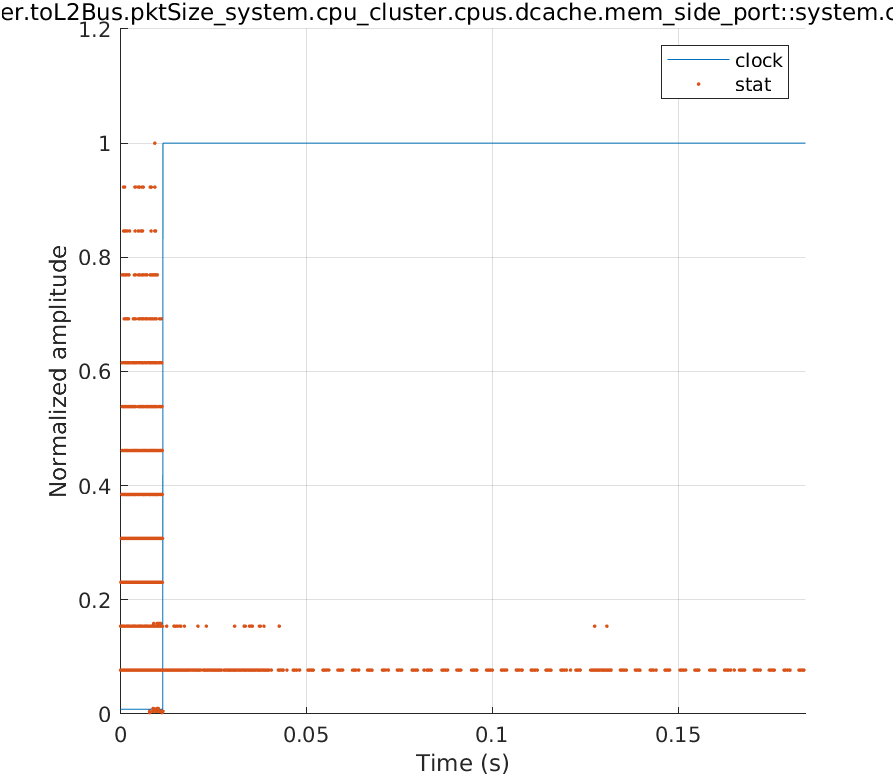 er.toL2Bus.pktSize_system.cpu_cluster.cpus.dcache.mem_side_port::system.c
1.2
clock
stat
1
0.8
0.6
0.4
0.2
0
Normalized amplitude
0
0.05
0.1
0.15
Time (s)